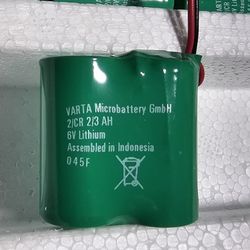 VARTA Microbattery GmbH
2/CR 2/3 AH
6V Lithium
Assembled in Indonesia
045F